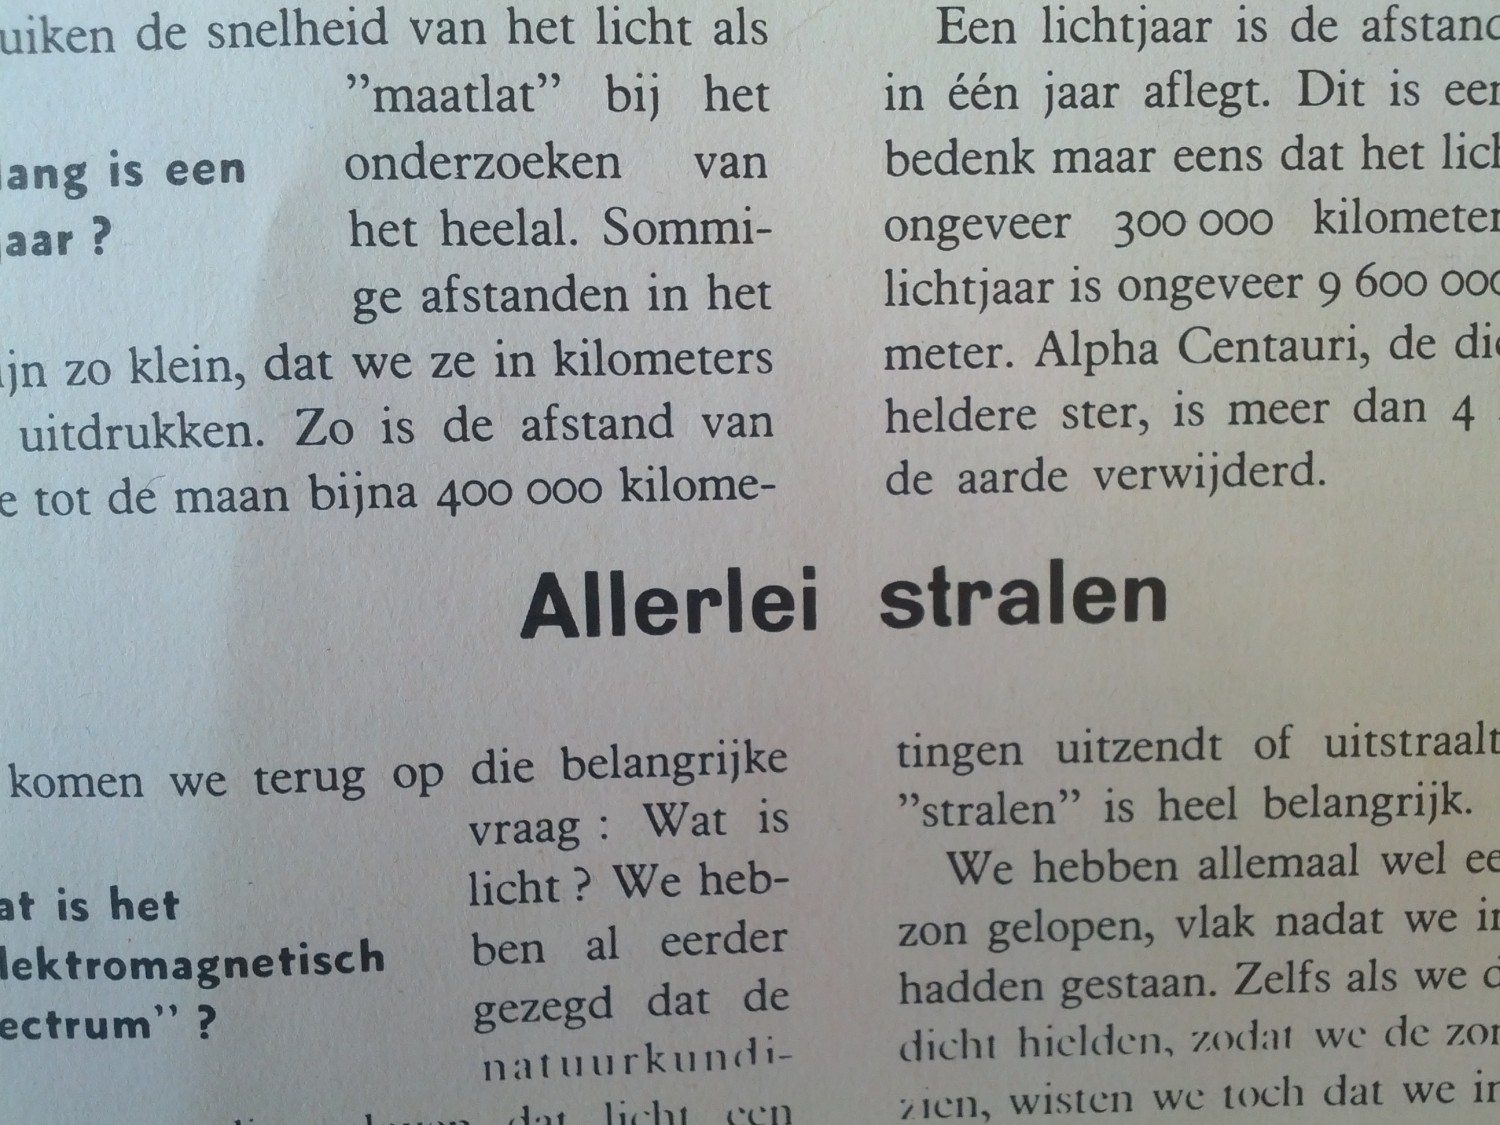 uiken de snelheid van het licht als
"maatlat" bij het
onderzoeken van
het heelal. Sommi-
ge afstanden in het
ijn zo klein, dat we ze in kilometers
uitdrukken. Zo is de afstand van
e tot de maan bijna 400 000 kilome-
lang is een
jaar ?
Een lichtjaar is de afstand
in één jaar aflegt. Dit is een
bedenk maar eens dat het lich
ongeveer 300 000 kilometer
lichtjaar is ongeveer 9 600 000
meter. Alpha Centauri, de die
heldere ster, is meer dan 4
de aarde verwijderd.
Allerlei stralen
komen we terug op die belangrijke
vraag : Wat is
licht ? We heb-
ben al eerder
gezegd dat de
natuurkundi-
dat licht een
at is het
lektromagnetisch
ectrum" ?
tingen uitzendt of uitstraalt
"stralen" is heel belangrijk.
We hebben allemaal wel ee
zon gelopen, vlak nadat we in
hadden gestaan. Zelfs als we d
dicht hielden, zodat we de zon
zien, wisten we toch dat we in